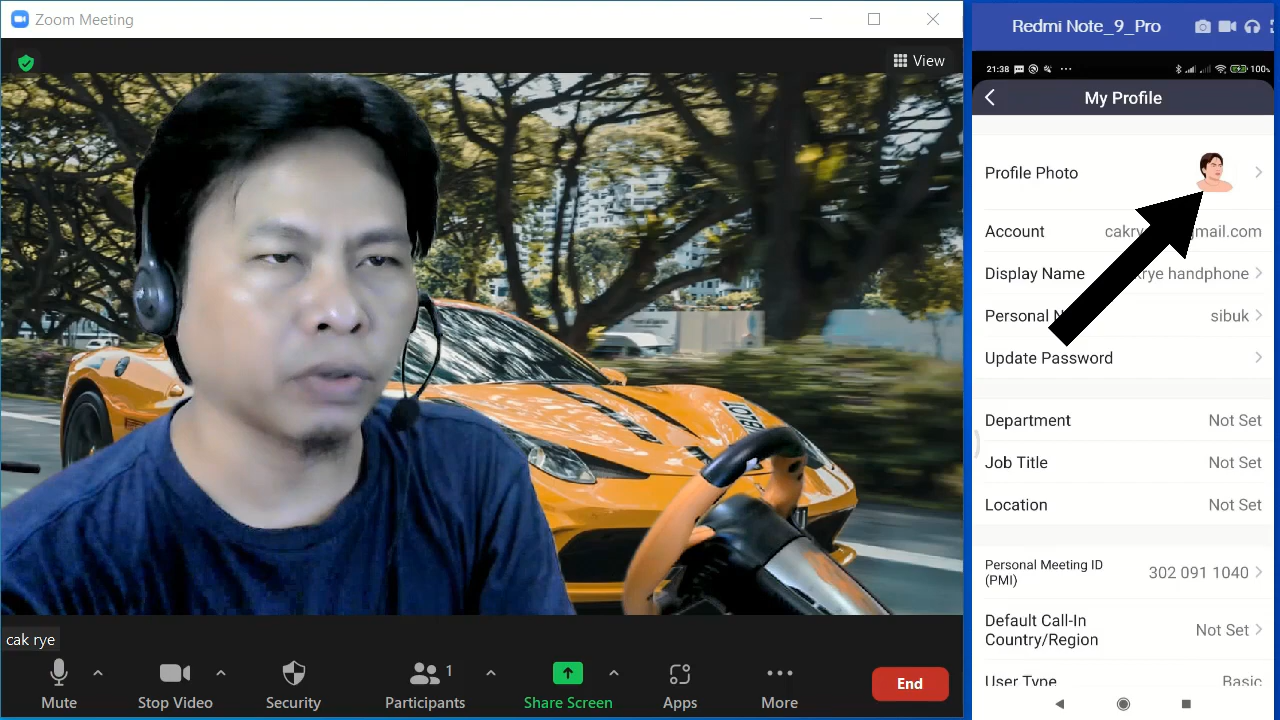 Zoom Meeting
View
cak rye
Mute
Stop Video
Security
Participants
1
Share Screen
Apps
More
End
Redmi Note_9_Pro
21:38
100%
My Profile
Profile Photo
Account
gmail.com
Display Name
handphone
Personal
sibuk
Update Password
Department
Not Set
Job Title
Not Set
Location
Not Set
Personal Meeting ID
(PMI)
302 091 1040
Default Call-In
Country/Region
Not Set
User Type
Basic